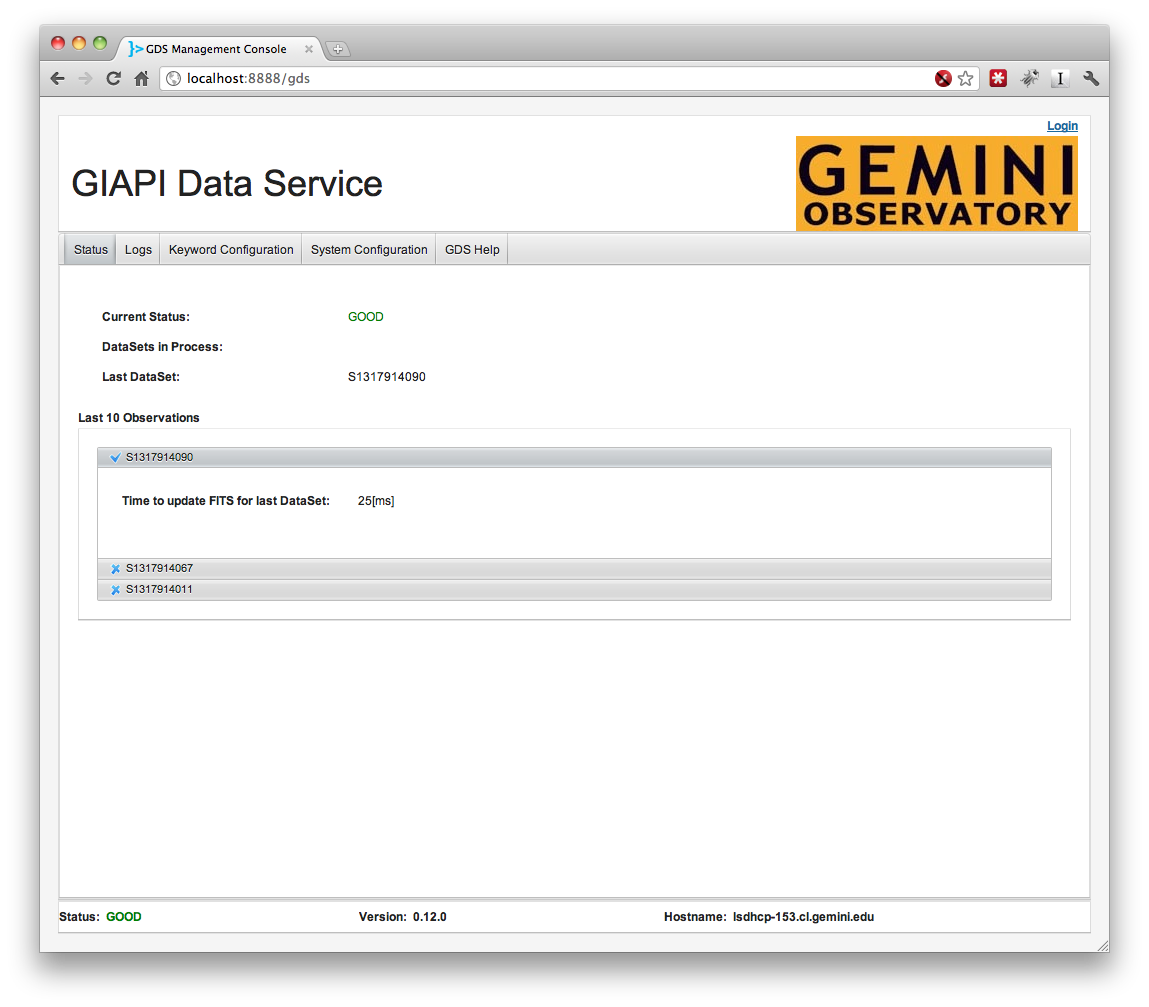 GDS Management Console
localhost:8888/gds
Login
GIAPI Data Service
GEMINI
OBSERVATORY
Status Logs Keyword Configuration System Configuration GDS Help
Current Status: GOOD
DataSets in Process:
Last DataSet: S1317914090
Last 10 Observations
S1317914090
Time to update FITS for last DataSet: 25[ms]
S1317914067
S1317914011
Status: GOOD Version: 0.12.0 Hostname: lsdhcp-153.cl.gemini.edu